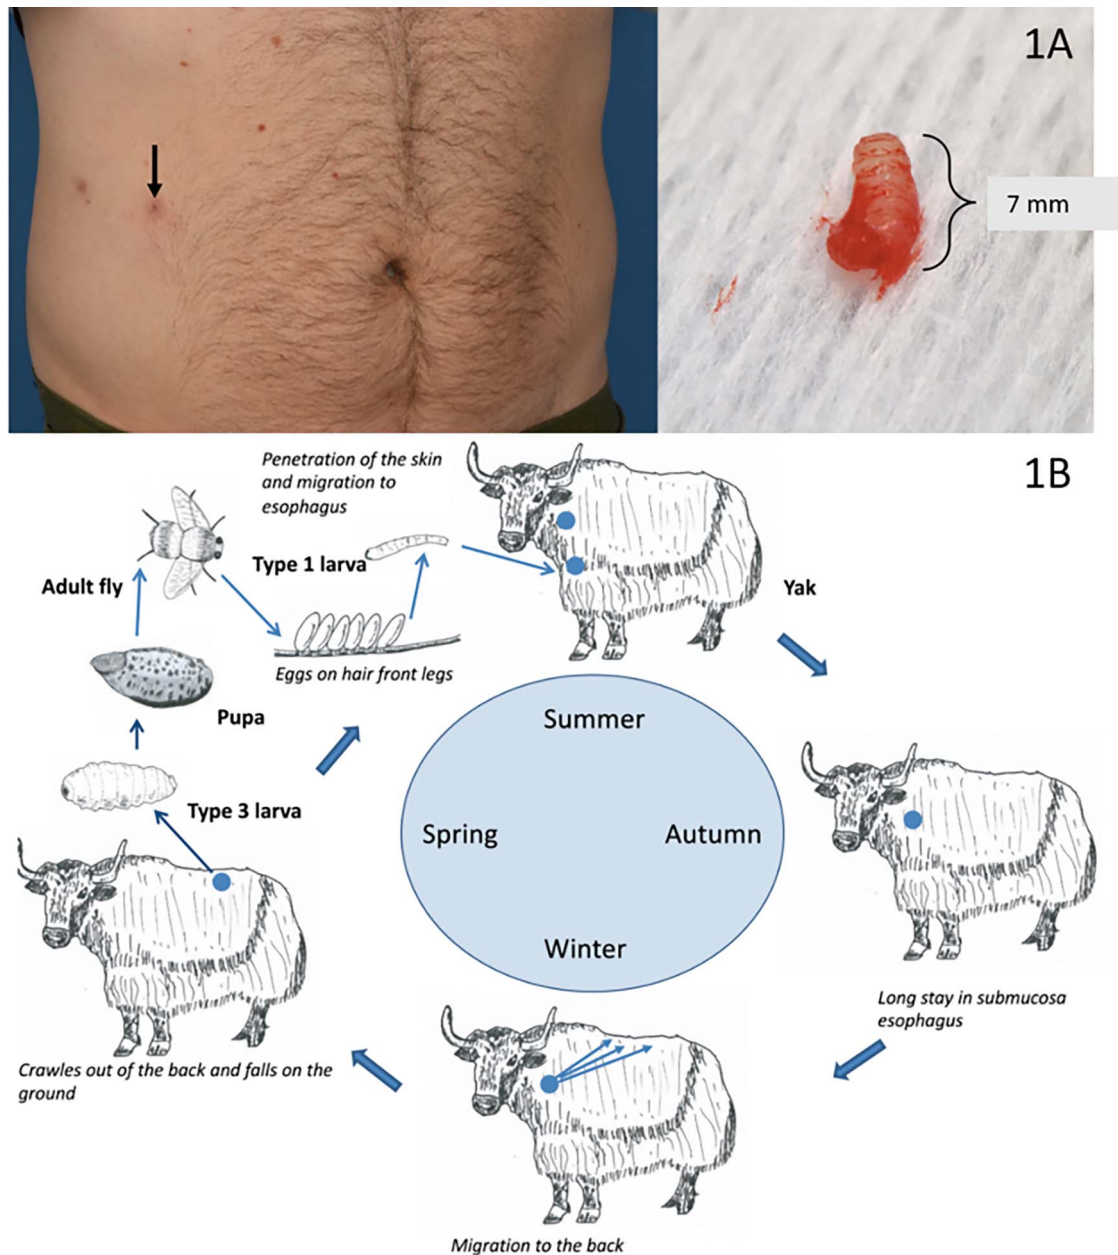 1A
7 mm
1B
Penetration of the skin
and migration to
esophagus
Type 1 larva
Adult fly
Yak
Eggs on hair front legs
Pupa
Summer
Type 3 larva
Spring
Autumn
Winter
Long stay in submucosa
esophagus
Crawles out of the back and falls on the
ground
Migration to the back